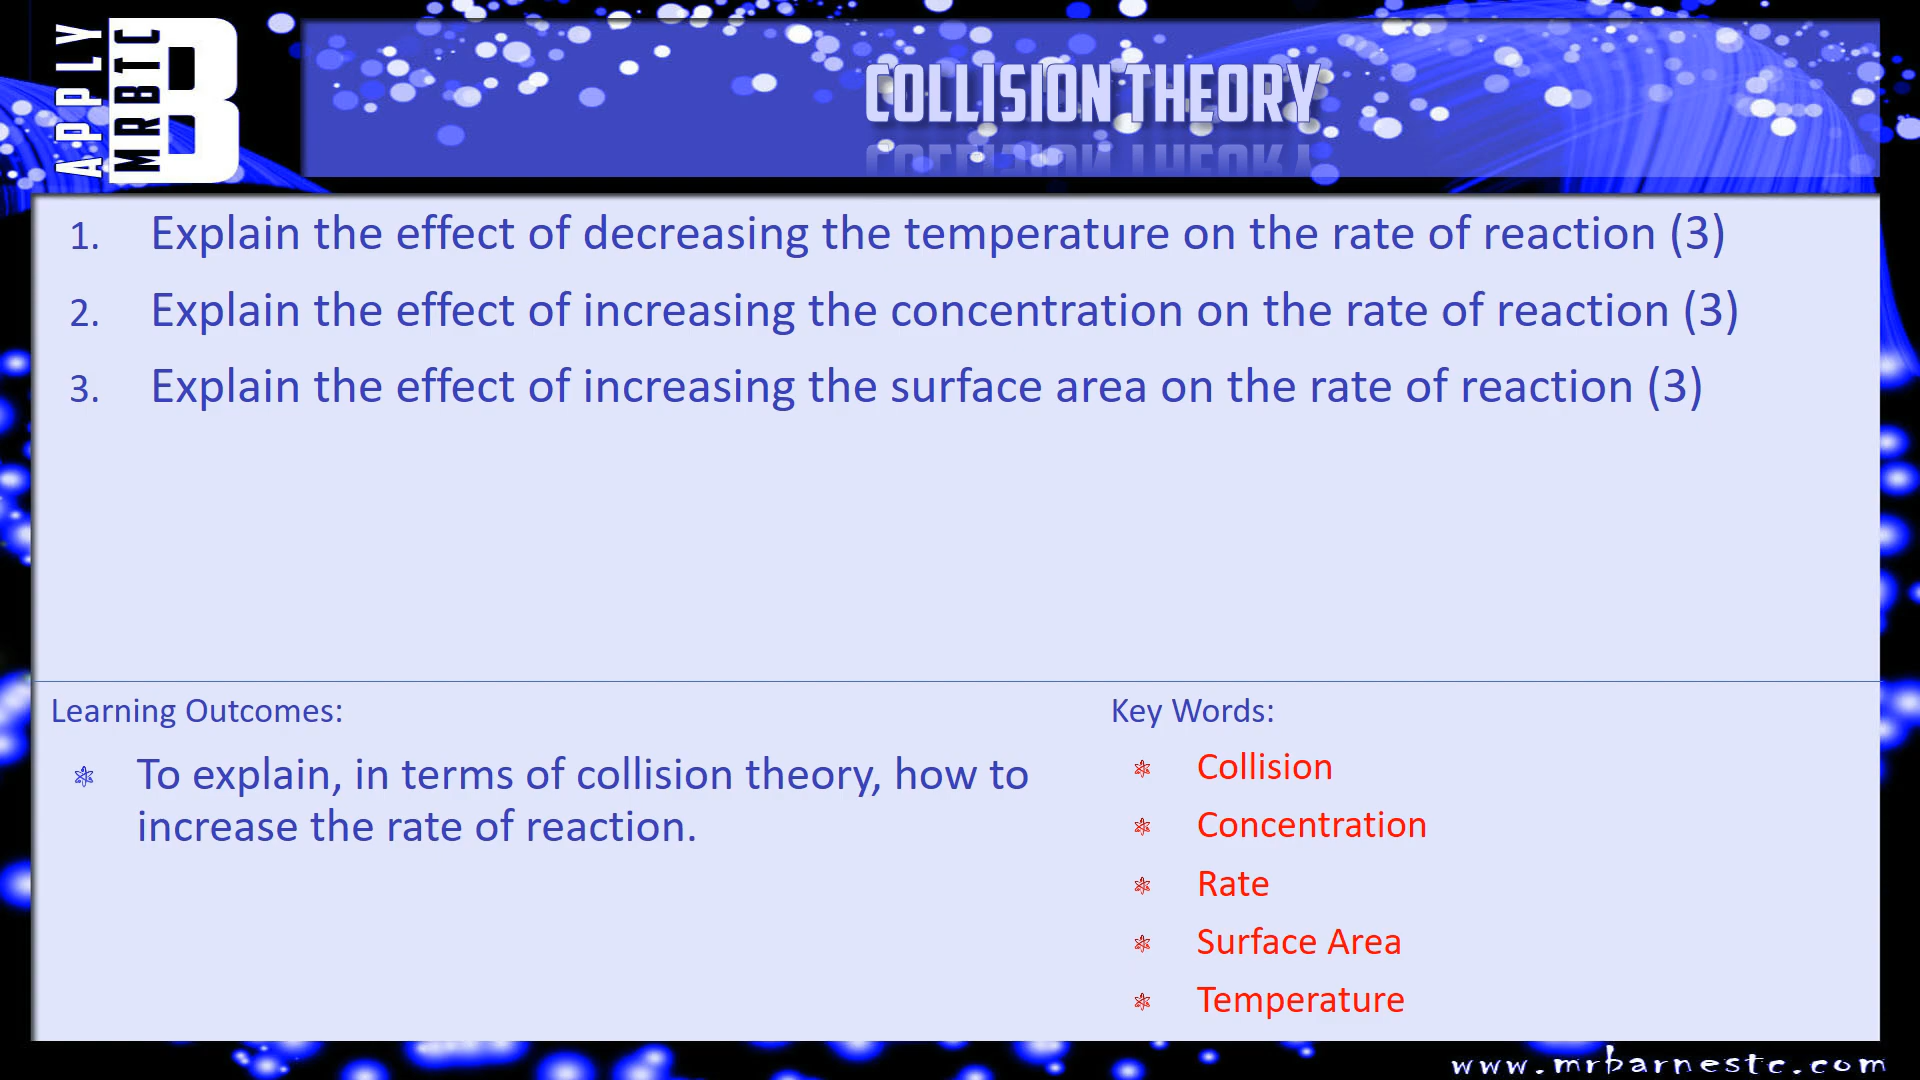 APPLY
MRBTC
B
COLLISION THEORY
1. Explain the effect of decreasing the temperature on the rate of reaction (3)
2. Explain the effect of increasing the concentration on the rate of reaction (3)
3. Explain the effect of increasing the surface area on the rate of reaction (3)
Learning Outcomes:
To explain, in terms of collision theory, how to
increase the rate of reaction.
Key Words:
Collision
Concentration
Rate
Surface Area
Temperature
www.mrbarnestc.com